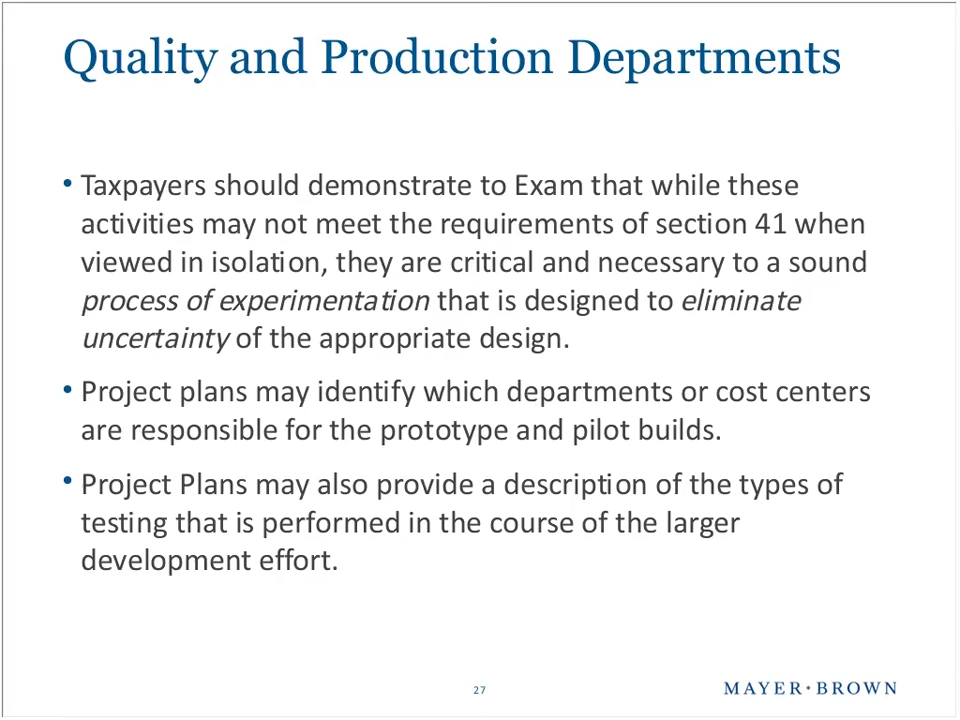 Quality and Production Departments
• Taxpayers should demonstrate to Exam that while these
activities may not meet the requirements of section 41 when
viewed in isolation, they are critical and necessary to a sound
process of experimentation that is designed to eliminate
uncertainty of the appropriate design.
• Project plans may identify which departments or cost centers
are responsible for the prototype and pilot builds.
• Project Plans may also provide a description of the types of
testing that is performed in the course of the larger
development effort.
27
MAYER • BROWN